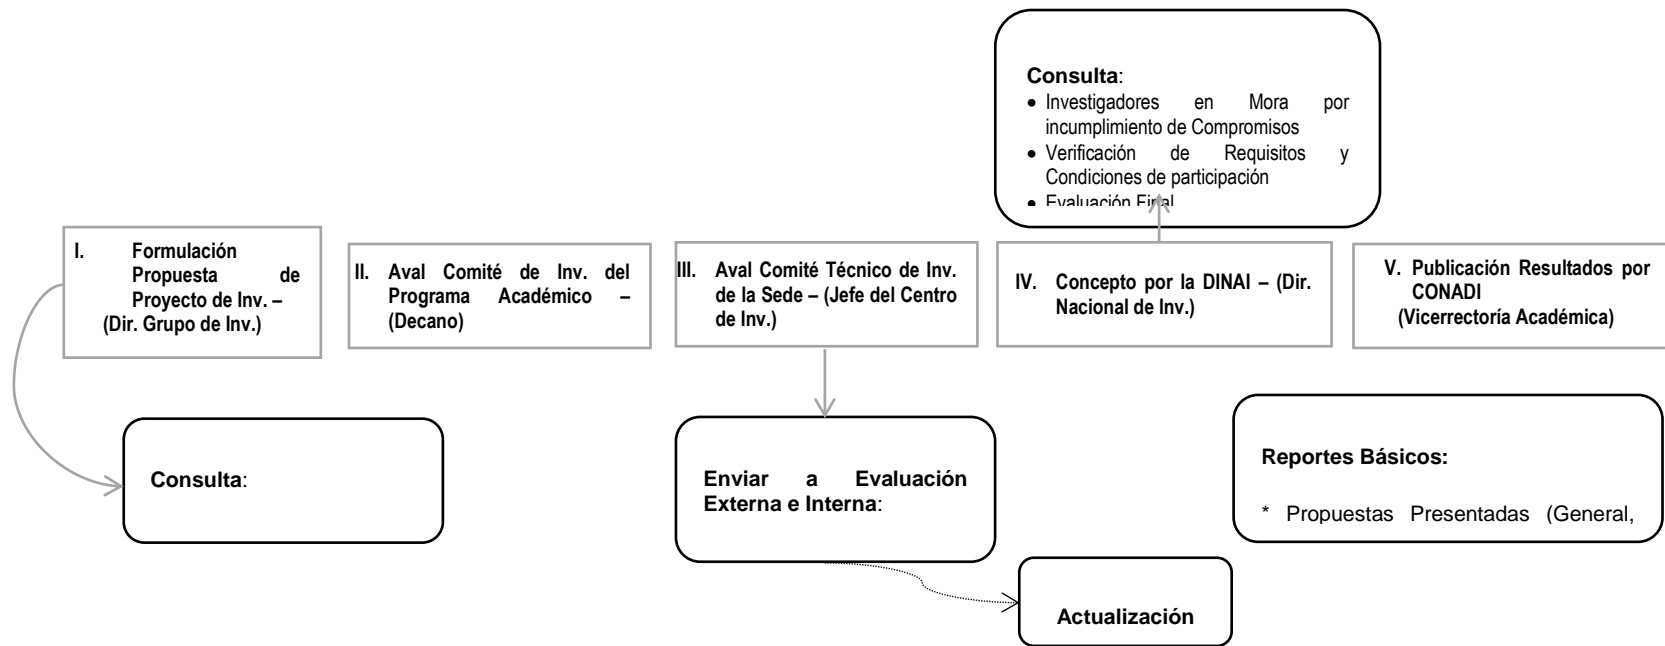 Consulta:
• Investigadores en Mora por
incumplimiento de Compromisos
• Verificación de Requisitos y
Condiciones de participación
• Evaluación Final
I. Formulación
Propuesta de
Proyecto de Inv. –
(Dir. Grupo de Inv.)
II. Aval Comité de Inv. del
Programa Académico –
(Decano)
III. Aval Comité Técnico de Inv.
de la Sede – (Jefe del Centro
de Inv.)
IV. Concepto por la DINAI – (Dir.
Nacional de Inv.)
V. Publicación Resultados por
CONADI
(Vicerrectoría Académica)
Consulta:
Enviar a Evaluación
Externa e Interna:
Reportes Básicos:
* Propuestas Presentadas (General,
Actualización